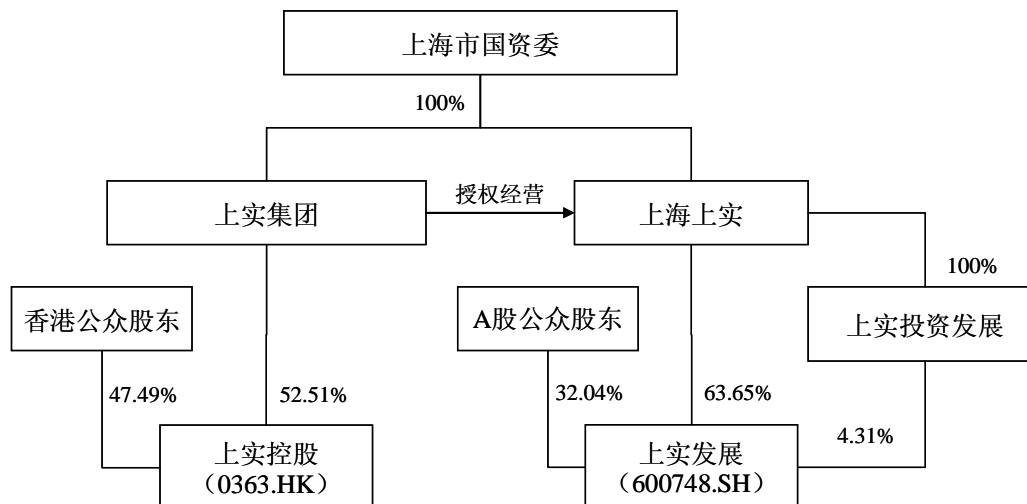 上海市国资委
100%
上实集团
授权经营
上海上实
100%
香港公众股东
A股公众股东
上实投资发展
47.49%
52.51%
32.04%
63.65%
4.31%
上实控股
（0363.HK）
上实发展
（600748.SH）